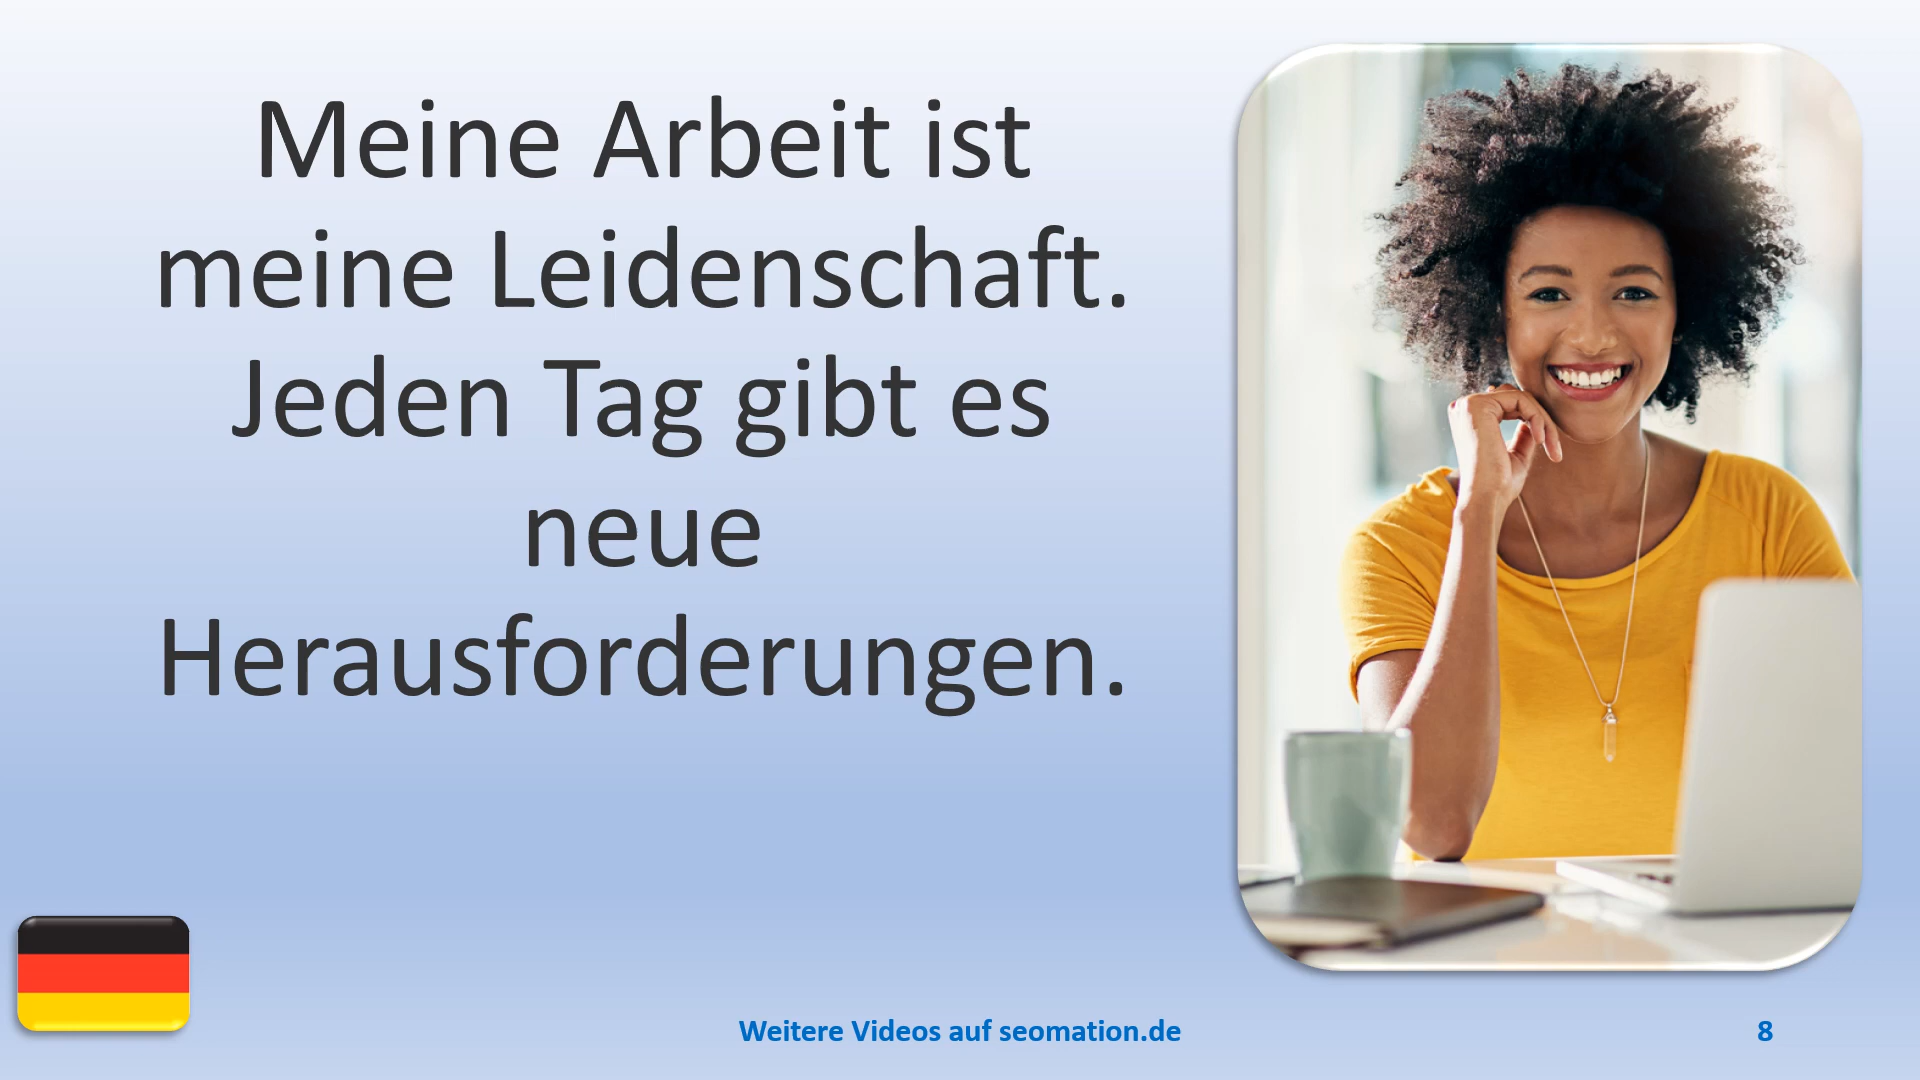 Meine Arbeit ist
meine Leidenschaft.
Jeden Tag gibt es
neue
Herausforderungen.
Weitere Videos auf seomation.de
8